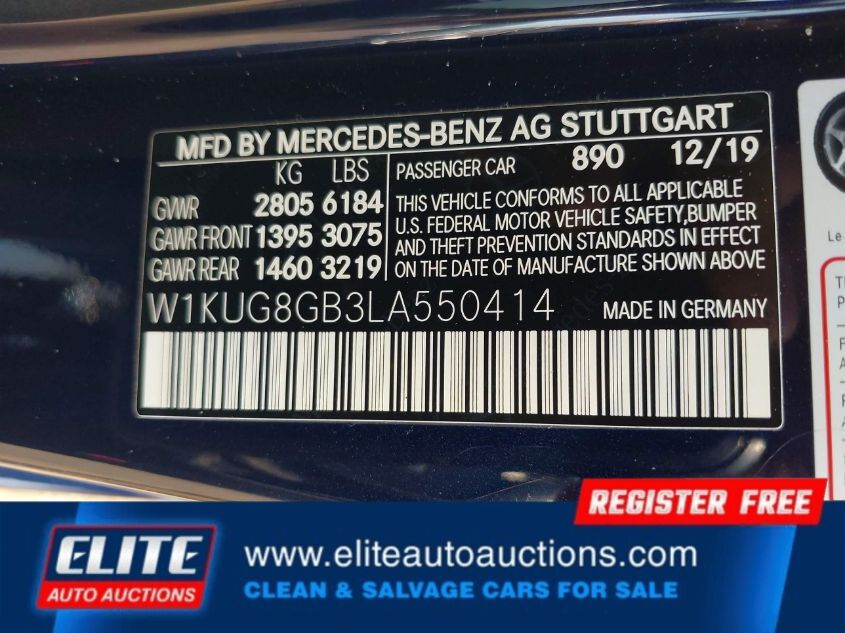 MFD BY MERCEDES-BENZ AG STUTTGART
KG LBS
GVWR 2805 6184
GAWR FRONT 1395 3075
GAWR REAR 1460 3219
PASSENGER CAR 890 12/19
THIS VEHICLE CONFORMS TO ALL APPLICABLE
U.S. FEDERAL MOTOR VEHICLE SAFETY, BUMPER
AND THEFT PREVENTION STANDARDS IN EFFECT
ON THE DATE OF MANUFACTURE SHOWN ABOVE
W1KUG8GB3LA550414 MADE IN GERMANY
Le
REGISTER FREE
ELITE
AUTO AUCTIONS
www.eliteautoauctions.com
CLEAN & SALVAGE CARS FOR SALE